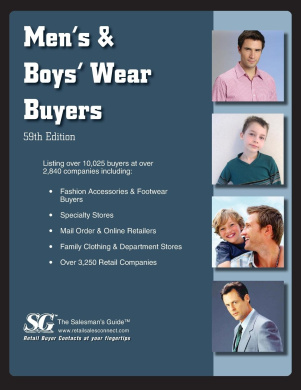 Men's &
Boys' Wear
Buyers
59th Edition
Listing over 10,025 buyers at over
2,840 companies including:
• Fashion Accessories & Footwear
Buyers
• Specialty Stores
• Mail Order & Online Retailers
• Family Clothing & Department Stores
• Over 3,250 Retail Companies
SG™ The Salesman's Guide™
www.retailsalesconnect.com
Retail Buyer Contacts at your fingertips